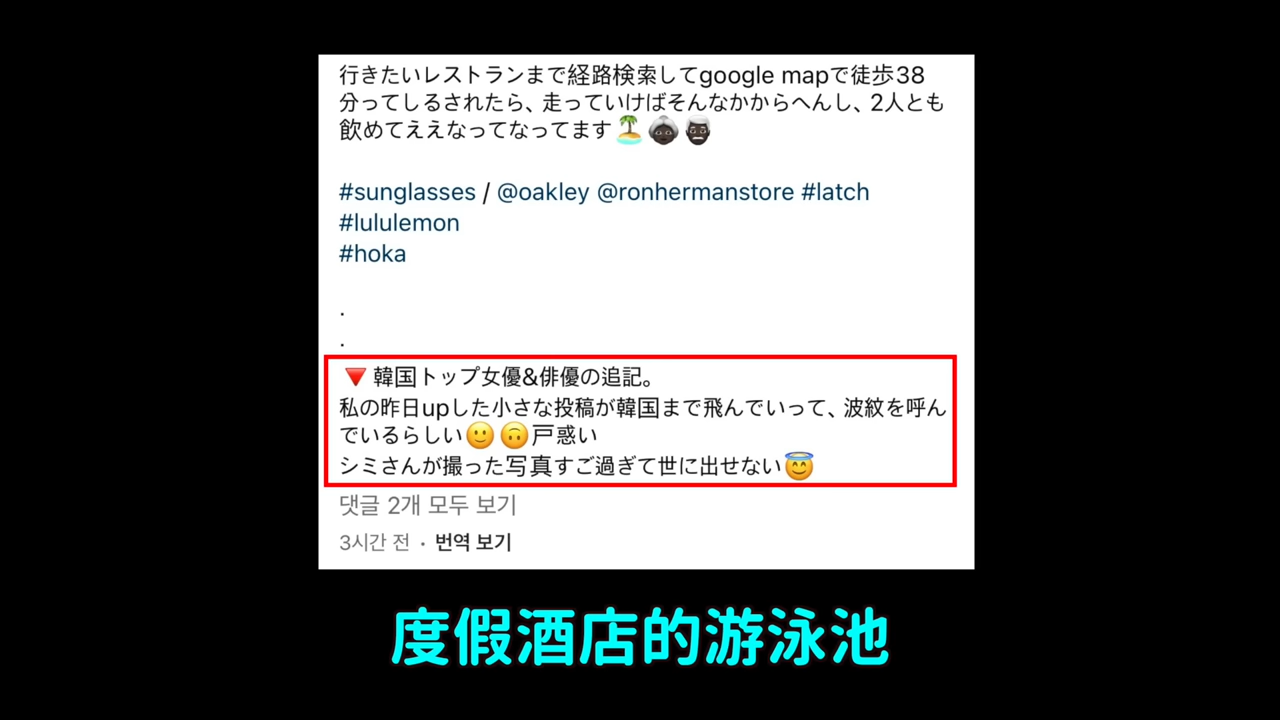 行きたいレストランまで経路検索してgoogle mapで徒歩38
分ってしるされたら、走っていけばそんなかからへんし、2人とも
飲めてええなってなってます🏝️👵🏿👴🏿
#sunglasses / @oakley @ronhermanstore #latch
#lululemon
#hoka
.
.
🔻韓国トップ女優&俳優の追記。
私の昨日upした小さな投稿が韓国まで飛んでいって、波紋を呼ん
でいるらしい🙂🙃戸惑い
シミさんが撮った写真すご過ぎて世に出せない😇
댓글 2개 모두 보기
3시간 전 · 번역 보기
度假酒店的游泳池